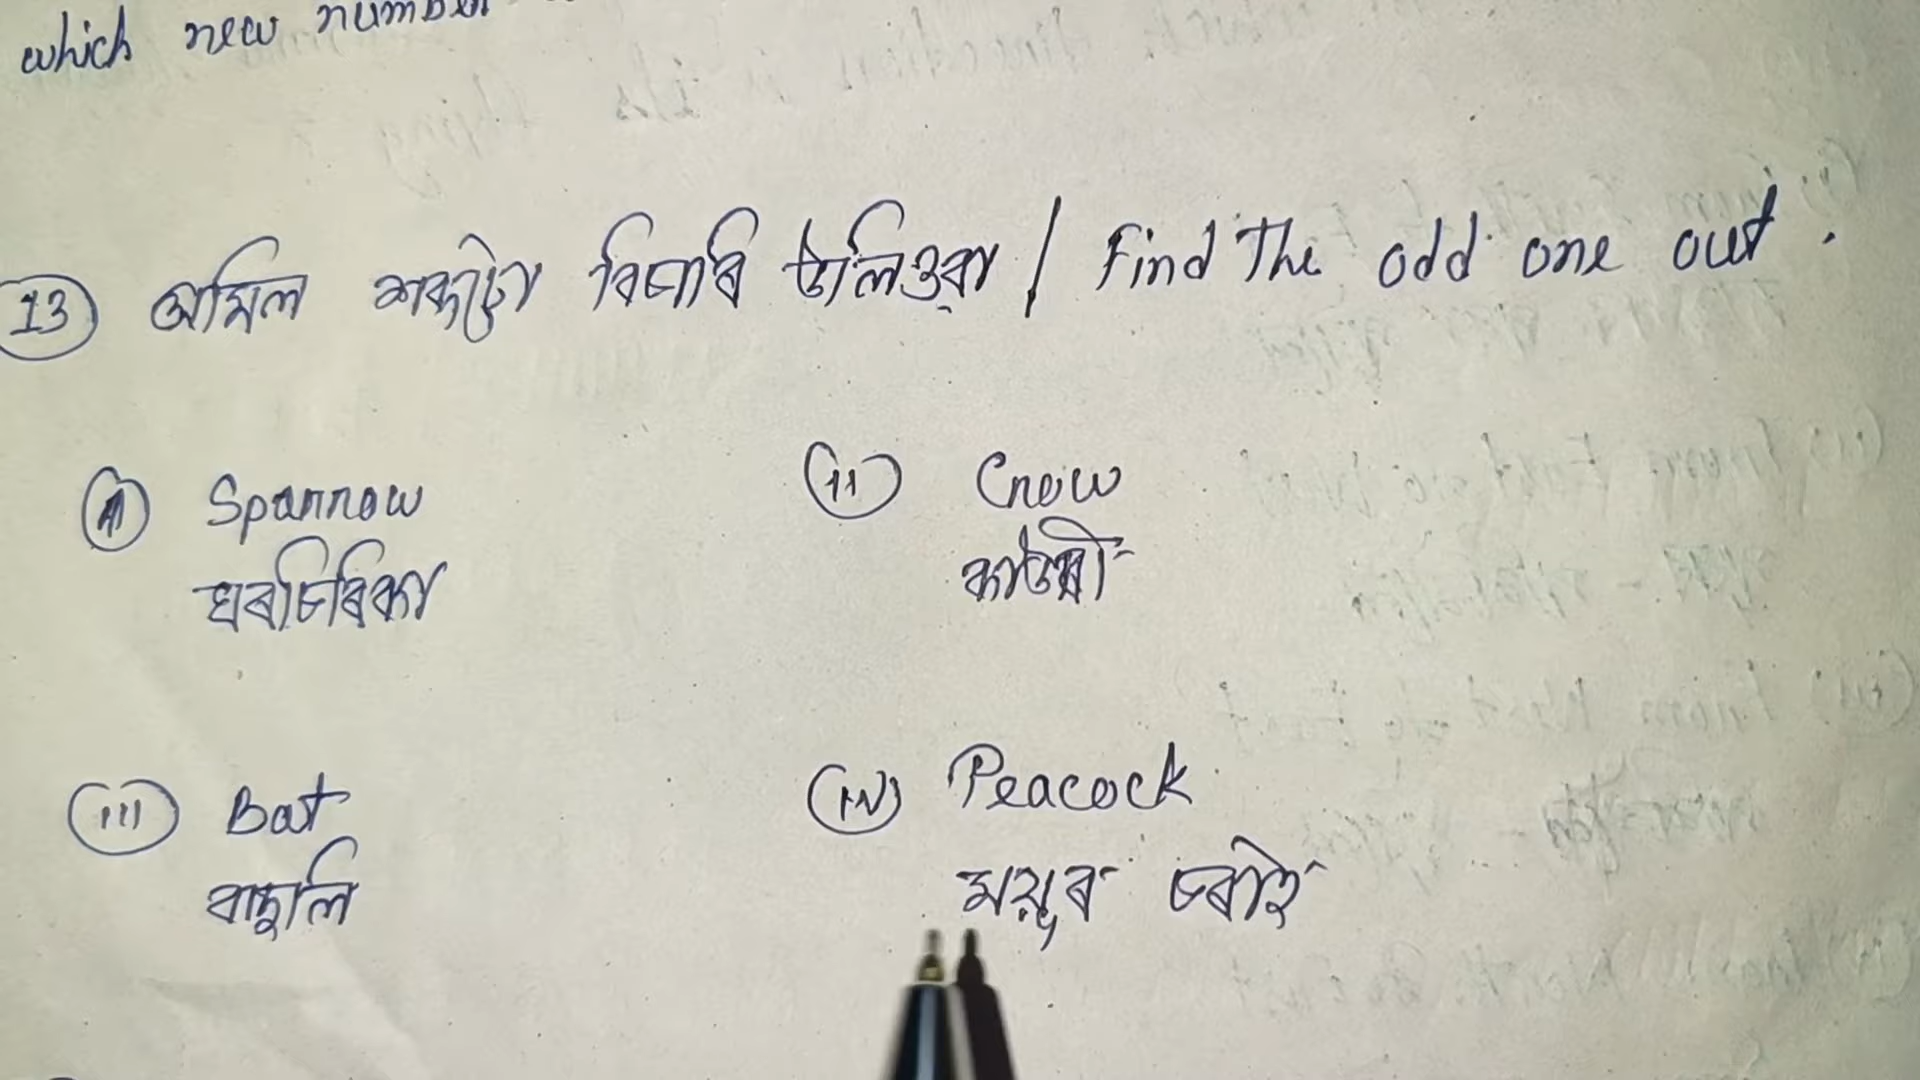 which new number
13 অমিল শব্দটো বিচাৰি উলিওৱা / Find The odd one out.
i Sparrow
ঘৰচিৰিকা
ii Crow
কাউৰী
iii Bat
বাদুলি
iv Peacock
ময়ূৰ চৰাই